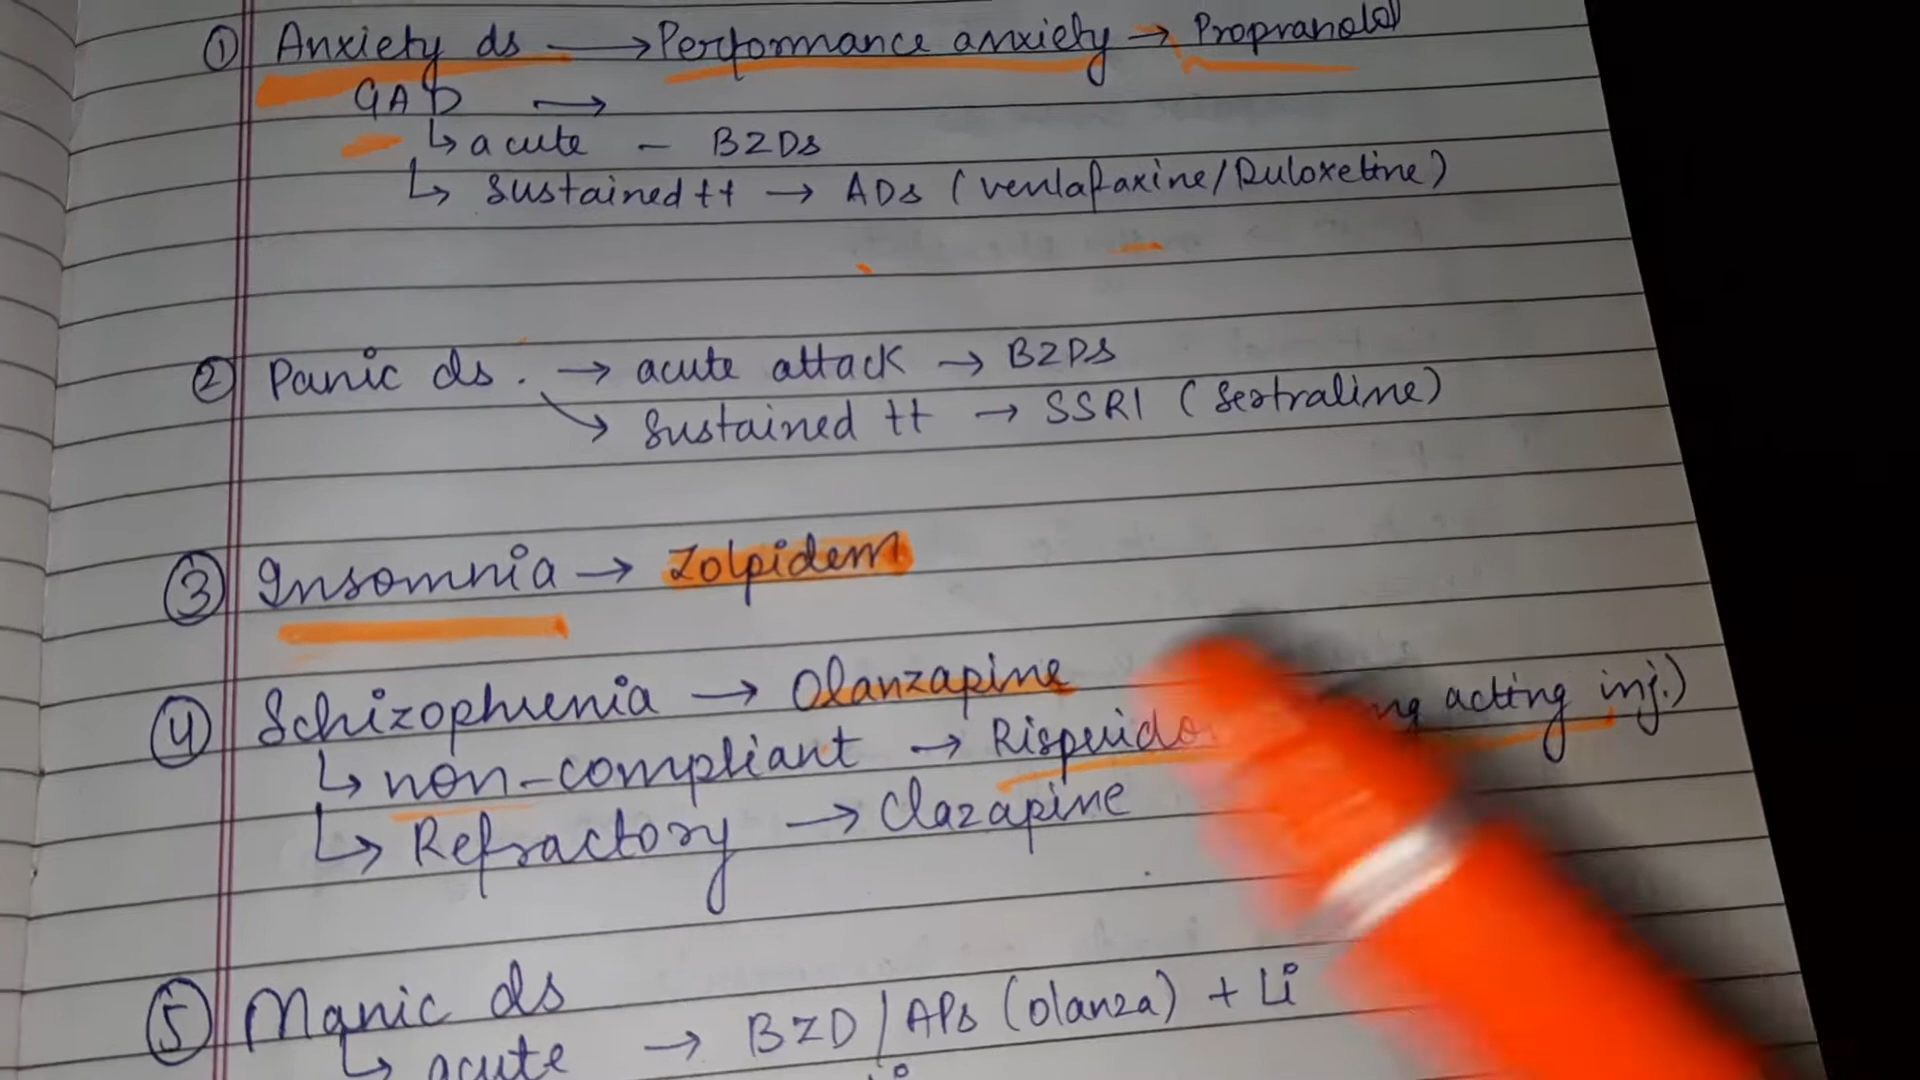 ① Anxiety ds → Performance anxiety → Propranolol
GAD →
↳ acute - BZDs
↳ Sustained tt → ADs (venlafaxine/Duloxetine)
② Panic ds. → acute attack → BZDs
↘ Sustained tt → SSRI (Sertraline)
③ Insomnia → Zolpidem
④ Schizophrenia → Olanzapine
↳ non-compliant → Rispeido acting inj.)
↳ Refractory → Clozapine
⑤ Manic ds
↳ acute → BZD/APs (olanza) + Li